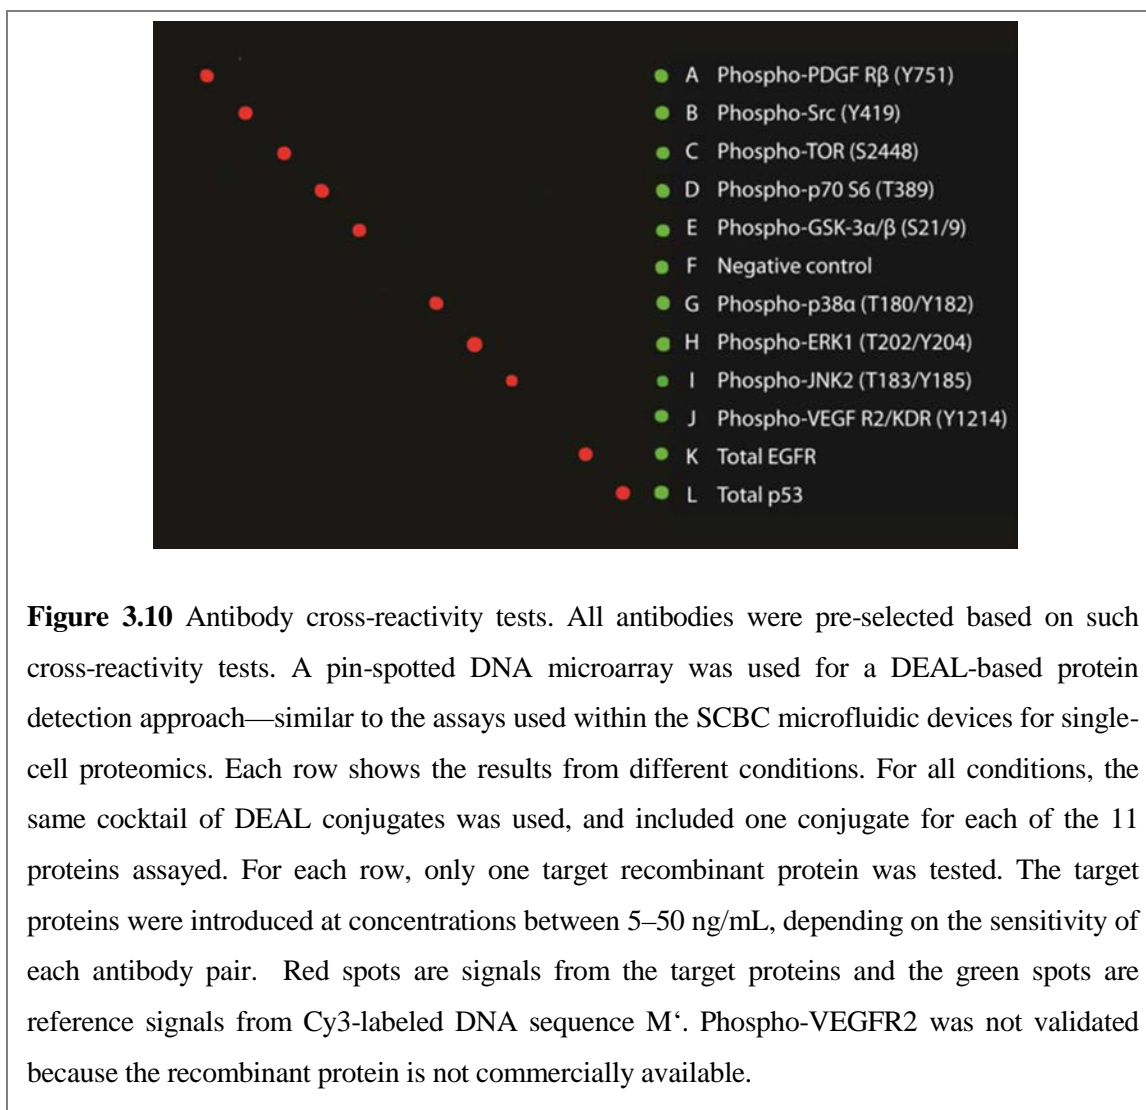 A Phospho-PDGF Rβ (Y751)
B Phospho-Src (Y419)
C Phospho-TOR (S2448)
D Phospho-p70 S6 (T389)
E Phospho-GSK-3α/β (S21/9)
F Negative control
G Phospho-p38α (T180/Y182)
H Phospho-ERK1 (T202/Y204)
I Phospho-JNK2 (T183/Y185)
J Phospho-VEGF R2/KDR (Y1214)
K Total EGFR
L Total p53
Figure 3.10 Antibody cross-reactivity tests. All antibodies were pre-selected based on such
cross-reactivity tests. A pin-spotted DNA microarray was used for a DEAL-based protein
detection approach—similar to the assays used within the SCBC microfluidic devices for single-
cell proteomics. Each row shows the results from different conditions. For all conditions, the
same cocktail of DEAL conjugates was used, and included one conjugate for each of the 11
proteins assayed. For each row, only one target recombinant protein was tested. The target
proteins were introduced at concentrations between 5–50 ng/mL, depending on the sensitivity of
each antibody pair. Red spots are signals from the target proteins and the green spots are
reference signals from Cy3-labeled DNA sequence M‘. Phospho-VEGFR2 was not validated
because the recombinant protein is not commercially available.